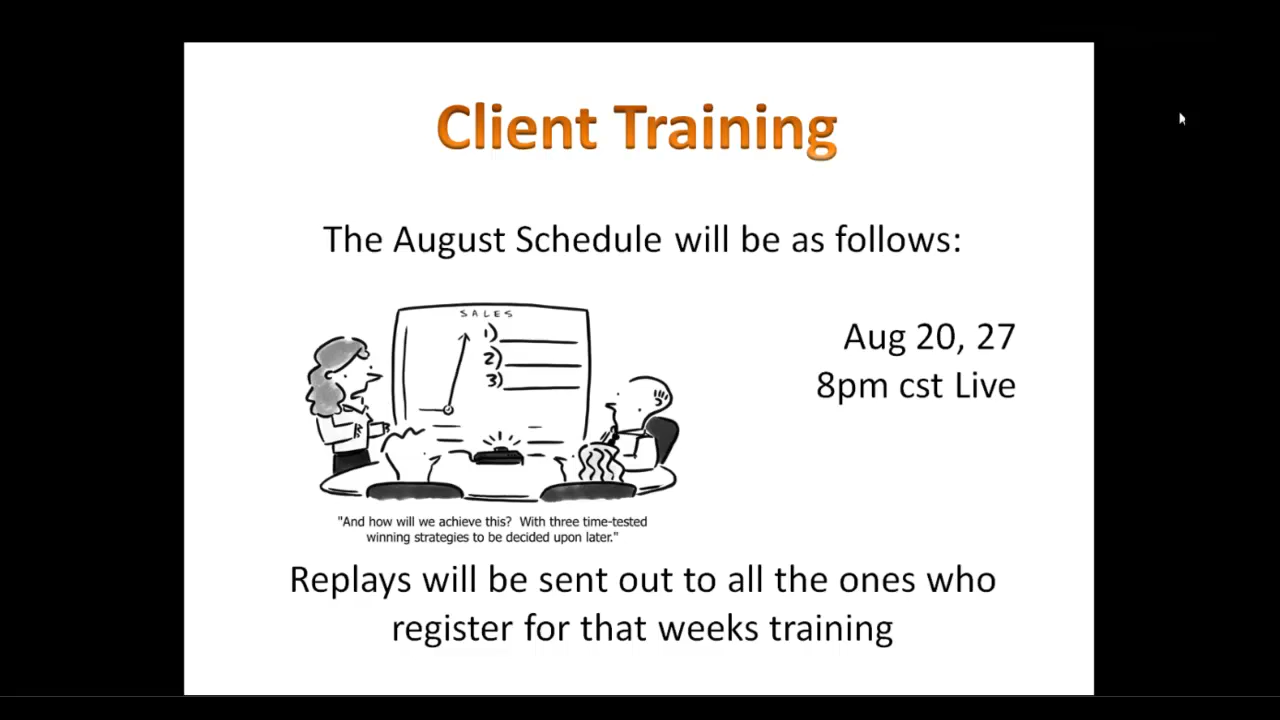 Client Training
The August Schedule will be as follows:
SALES
1)
2)
3)
Aug 20, 27
8pm cst Live
"And how will we achieve this? With three time-tested
winning strategies to be decided upon later."
Replays will be sent out to all the ones who
register for that weeks training